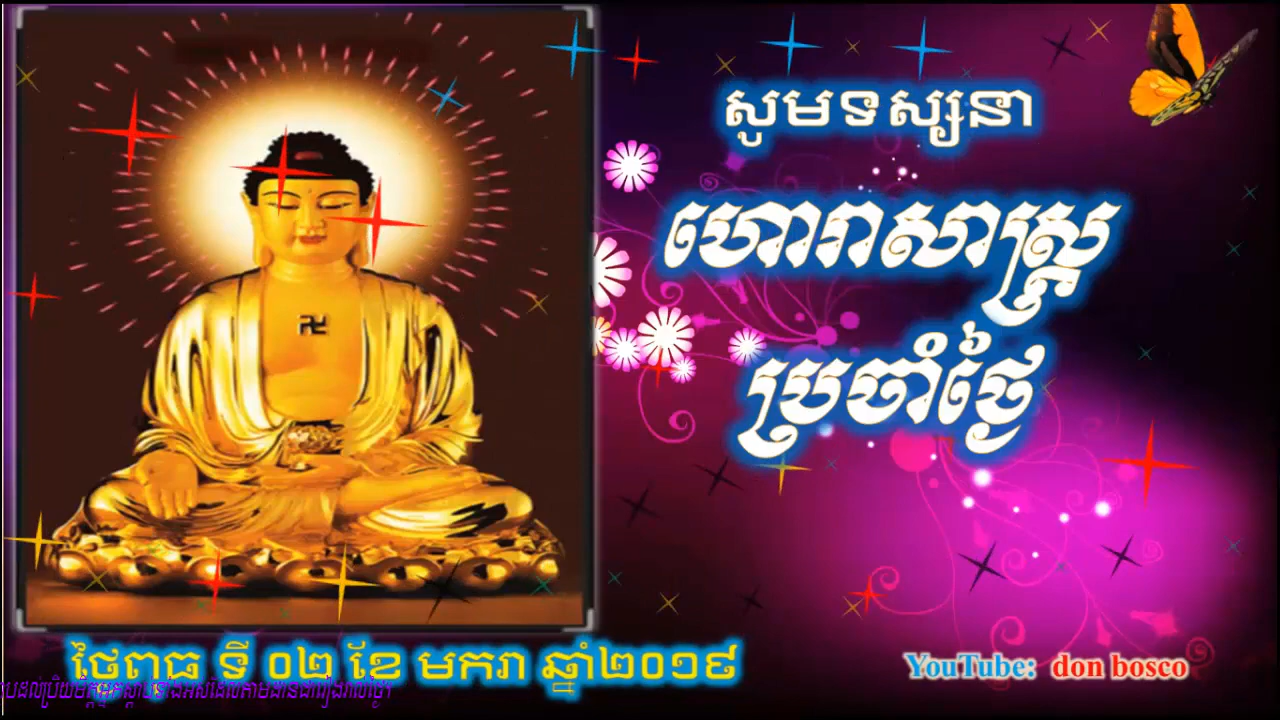 សូមទស្សនា
ហោរាសាស្ត្រ
ប្រចាំថ្ងៃ
ថៃពុធ ទី ០២ ខែ មករា ឆ្នាំ២០១៩
YouTube: don bosco